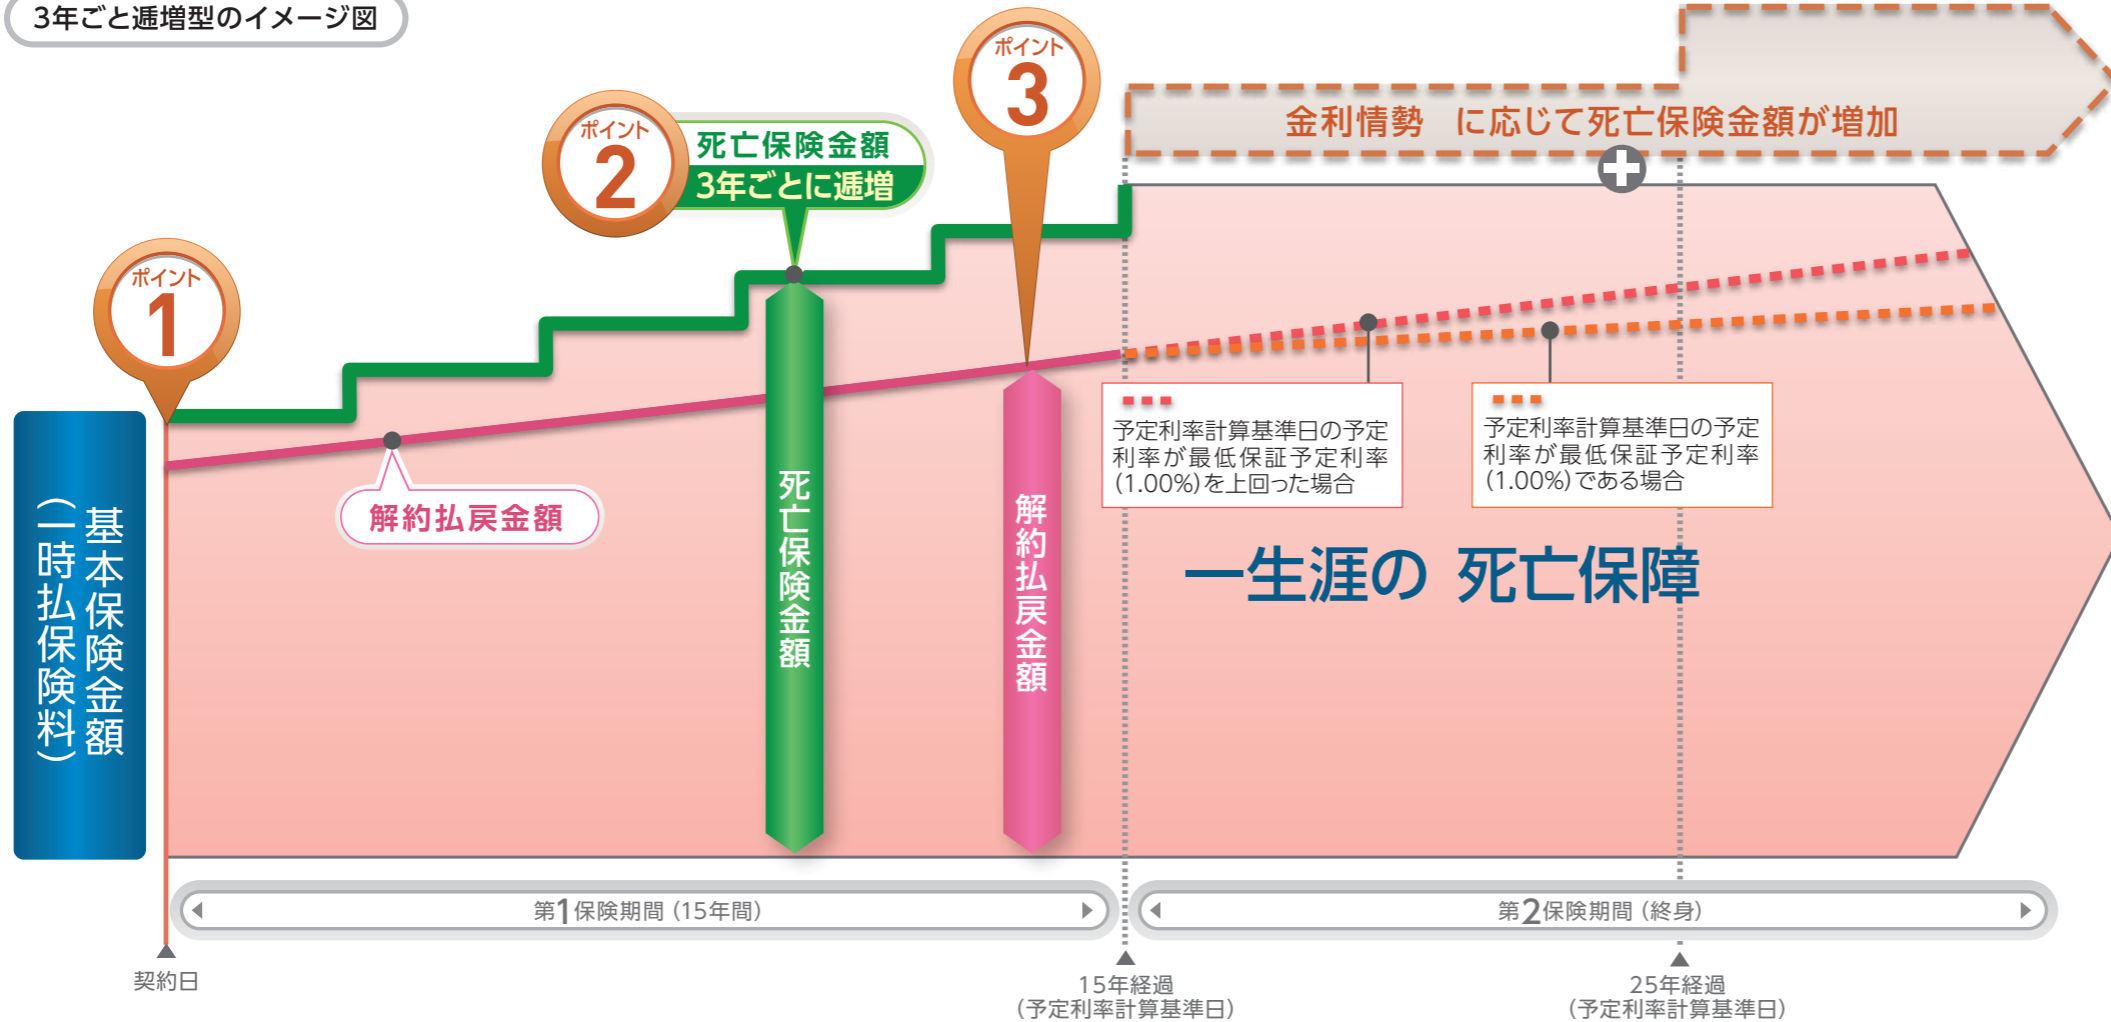 3年ごと逓増型のイメージ図
ポイント
1
ポイント
2
死亡保険金額
3年ごとに逓増
ポイント
3
金利情勢 に応じて死亡保険金額が増加
基本保険金額
(一時払保険料)
解約払戻金額
死亡保険金額
解約払戻金額
予定利率計算基準日の予定
利率が最低保証予定利率
(1.00%)を上回った場合
予定利率計算基準日の予定
利率が最低保証予定利率
(1.00%)である場合
一生涯の 死亡保障
第1保険期間(15年間)
第2保険期間(終身)
契約日
15年経過
(予定利率計算基準日)
25年経過
(予定利率計算基準日)